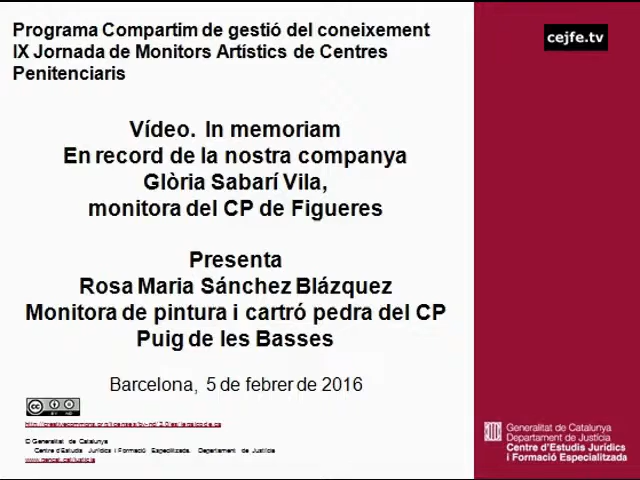 Programa Compartim de gestió del coneixement
IX Jornada de Monitors Artístics de Centres
Penitenciaris
cejfe.tv
Vídeo. In memoriam
En record de la nostra companya
Glòria Sabarí Vila,
monitora del CP de Figueres
Presenta
Rosa Maria Sánchez Blázquez
Monitora de pintura i cartró pedra del CP
Puig de les Basses
Barcelona, 5 de febrer de 2016
© Generalitat de Catalunya
Centre d'Estudis Jurídics i Formació Especialitzada. Departament de Justícia
www.gencat.cat/justicia
Generalitat de Catalunya
Departament de Justícia
Centre d'Estudis Jurídics
i Formació Especialitzada